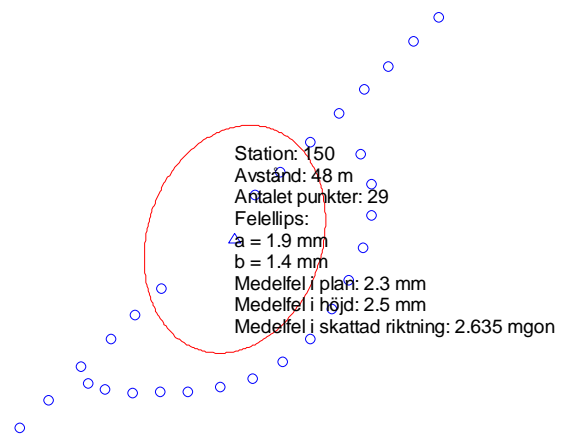 Station: 150
Avstånd: 48 m
Antalet punkter: 29
Felellips:
a = 1.9 mm
b = 1.4 mm
Medelfel i plan: 2.3 mm
Medelfel i höjd: 2.5 mm
Medelfel i skattad riktning: 2.635 mgon